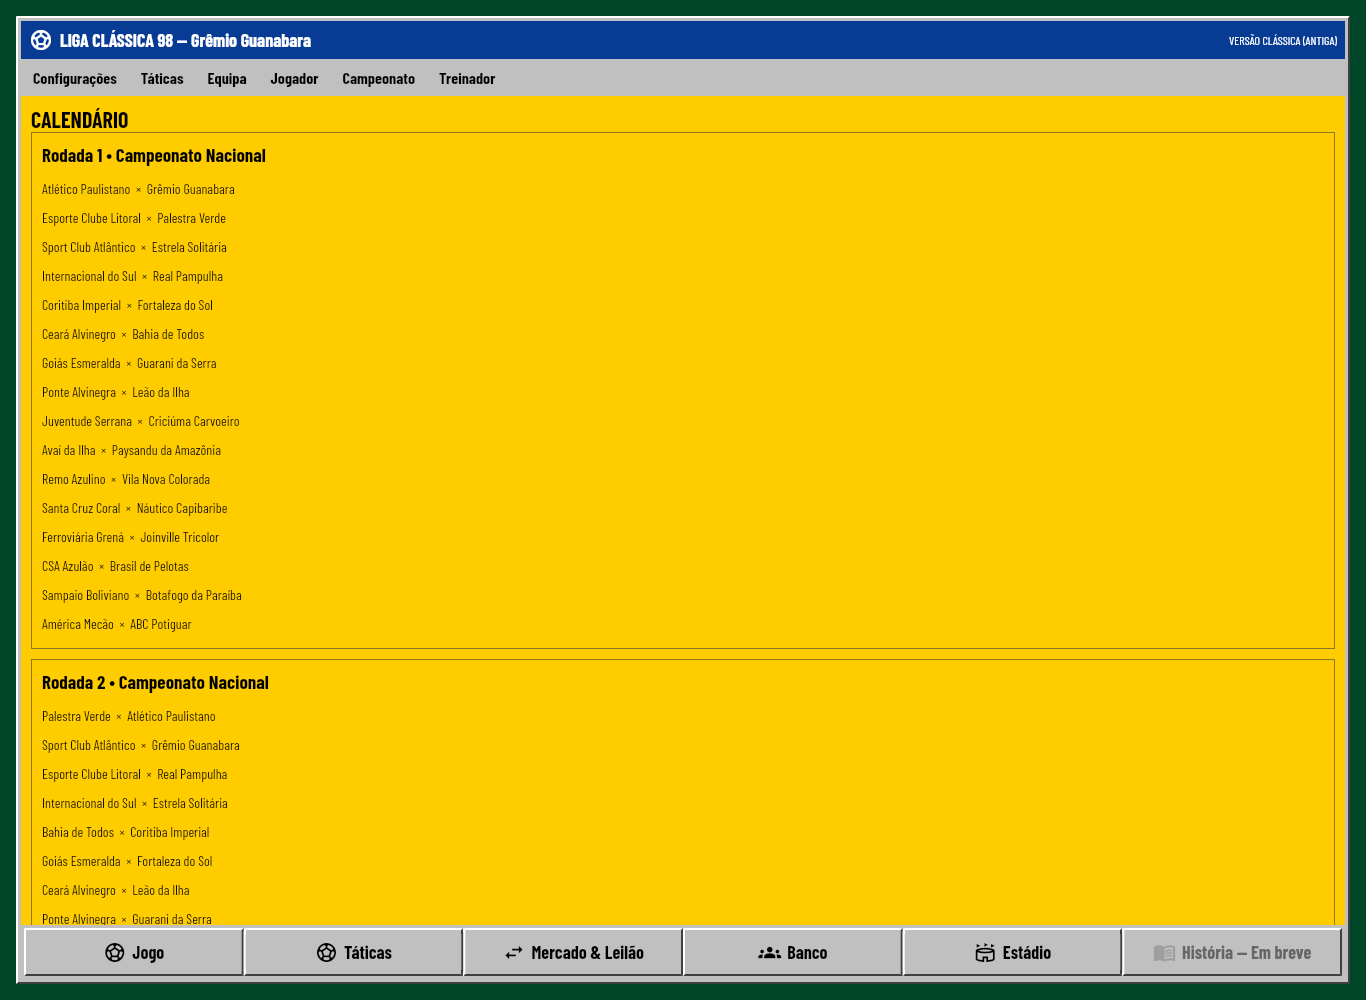 LIGA CLÁSSICA 98 — Grêmio Guanabara
VERSÃO CLÁSSICA (ANTIGA)
Configurações Táticas Equipa Jogador Campeonato Treinador
CALENDÁRIO
Rodada 1 • Campeonato Nacional
Atlético Paulistano × Grêmio Guanabara
Esporte Clube Litoral × Palestra Verde
Sport Club Atlântico × Estrela Solitária
Internacional do Sul × Real Pampulha
Coritiba Imperial × Fortaleza do Sol
Ceará Alvinegro × Bahia de Todos
Goiás Esmeralda × Guarani da Serra
Ponte Alvinegra × Leão da Ilha
Juventude Serrana × Criciúma Carvoeiro
Avaí da Ilha × Paysandu da Amazônia
Remo Azulino × Vila Nova Colorada
Santa Cruz Coral × Náutico Capibaribe
Ferroviária Grená × Joinville Tricolor
CSA Azulão × Brasil de Pelotas
Sampaio Boliviano × Botafogo da Paraíba
América Mecão × ABC Potiguar
Rodada 2 • Campeonato Nacional
Palestra Verde × Atlético Paulistano
Sport Club Atlântico × Grêmio Guanabara
Esporte Clube Litoral × Real Pampulha
Internacional do Sul × Estrela Solitária
Bahia de Todos × Coritiba Imperial
Goiás Esmeralda × Fortaleza do Sol
Ceará Alvinegro × Leão da Ilha
Ponte Alvinegra × Guarani da Serra
Jogo Táticas Mercado & Leilão Banco Estádio História — Em breve